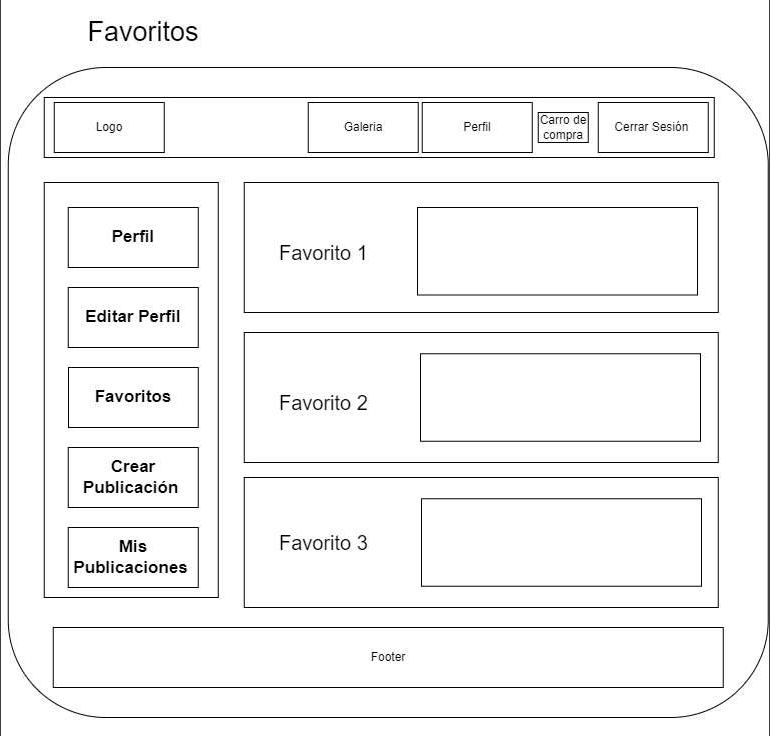 Favoritos
Logo
Galeria
Perfil
Carro de
compra
Cerrar Sesión
Perfil
Editar Perfil
Favoritos
Crear
Publicación
Mis
Publicaciones
Favorito 1
Favorito 2
Favorito 3
Footer